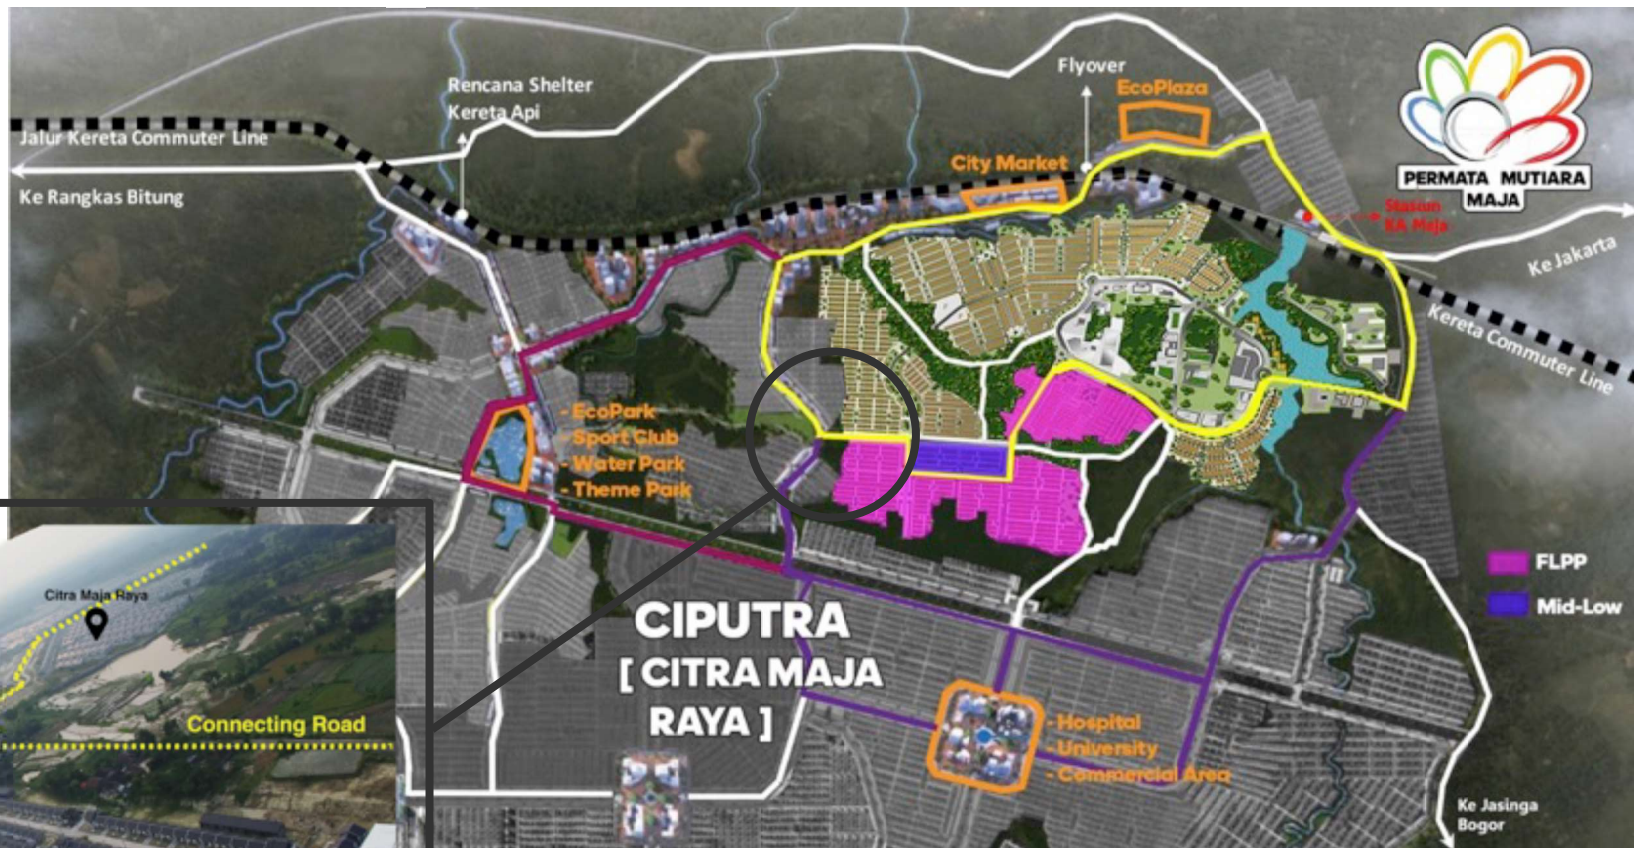 Rencana Shelter
Kereta Api
Flyover
EcoPlaza
Jalur Kereta Commuter Line
City Market
Ke Rangkas Bitung
PERMATA MUTIARA
MAJA
Stasun
KA Maja
Ke Jakarta
Kereta Commuter Line
- EcoPark
- Sport Club
- Water Park
- Theme Park
FLPP
Mid-Low
Citra Maja Raya
Connecting Road
CIPUTRA
[ CITRA MAJA
RAYA ]
- Hospital
- University
- Commercial Area
Ke Jasinga
Bogor